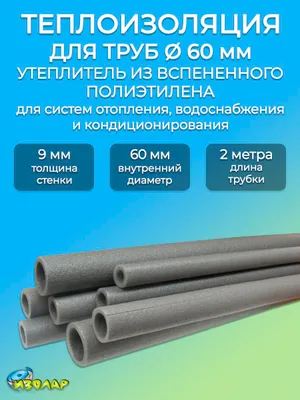 ТЕПЛОИЗОЛЯЦИЯ
ДЛЯ ТРУБ Ø 60 мм
УТЕПЛИТЕЛЬ ИЗ ВСПЕНЕННОГО
ПОЛИЭТИЛЕНА
для систем отопления, водоснабжения
и кондиционирования
9 мм
толщина
стенки
60 мм
внутренний
диаметр
2 метра
длина
трубки
ИЗОЛАР